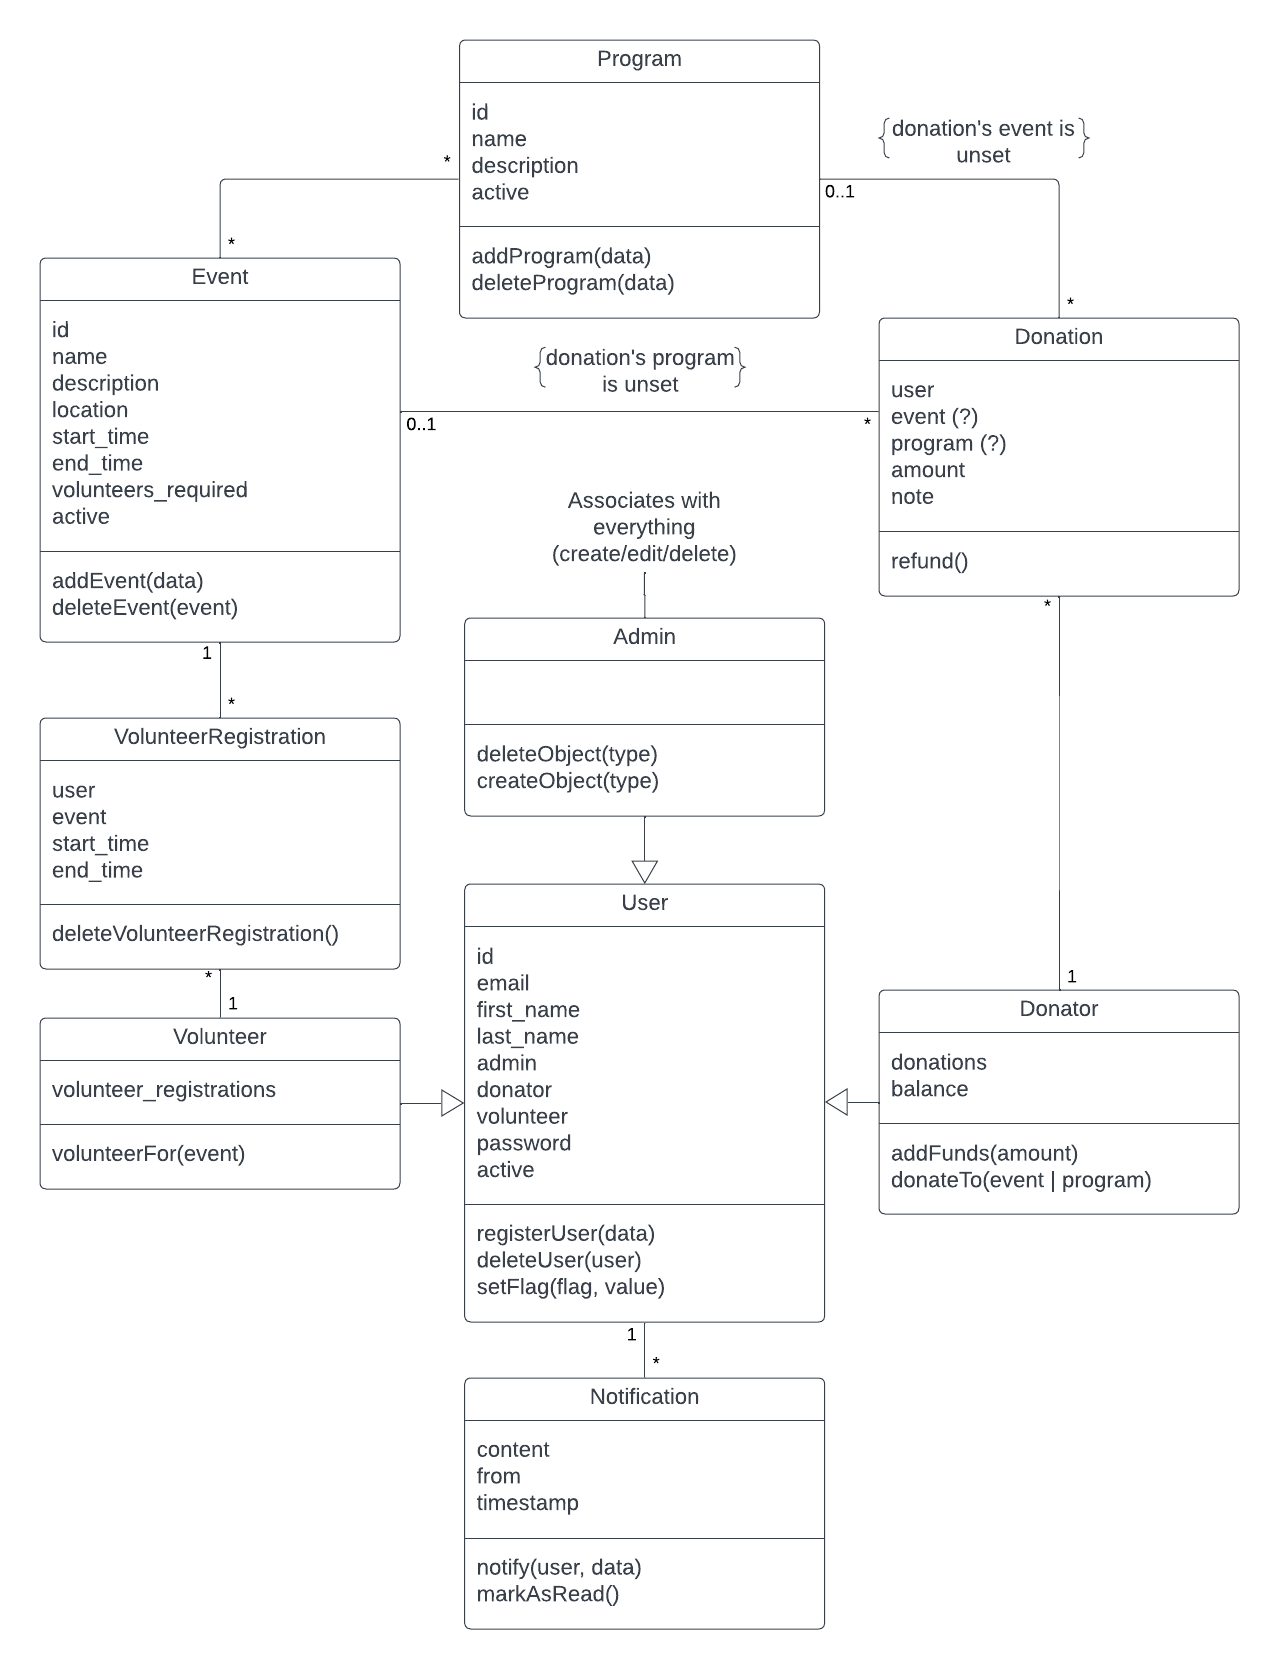 Program
id
name
description
active
addProgram(data)
deleteProgram(data)
{donation's event is
unset}
*
0..1
*
*
Event
id
name
description
location
start_time
end_time
volunteers_required
active
addEvent(data)
deleteEvent(event)
{donation's program
is unset}
0..1
*
Donation
user
event (?)
program (?)
amount
note
refund()
Associates with
everything
(create/edit/delete)
Admin
deleteObject(type)
createObject(type)
1
*
*
1
VolunteerRegistration
user
event
start_time
end_time
deleteVolunteerRegistration()
*
1
Volunteer
volunteer_registrations
volunteerFor(event)
User
id
email
first_name
last_name
admin
donator
volunteer
password
active
registerUser(data)
deleteUser(user)
setFlag(flag, value)
Donator
donations
balance
addFunds(amount)
donateTo(event | program)
1
*
Notification
content
from
timestamp
notify(user, data)
markAsRead()